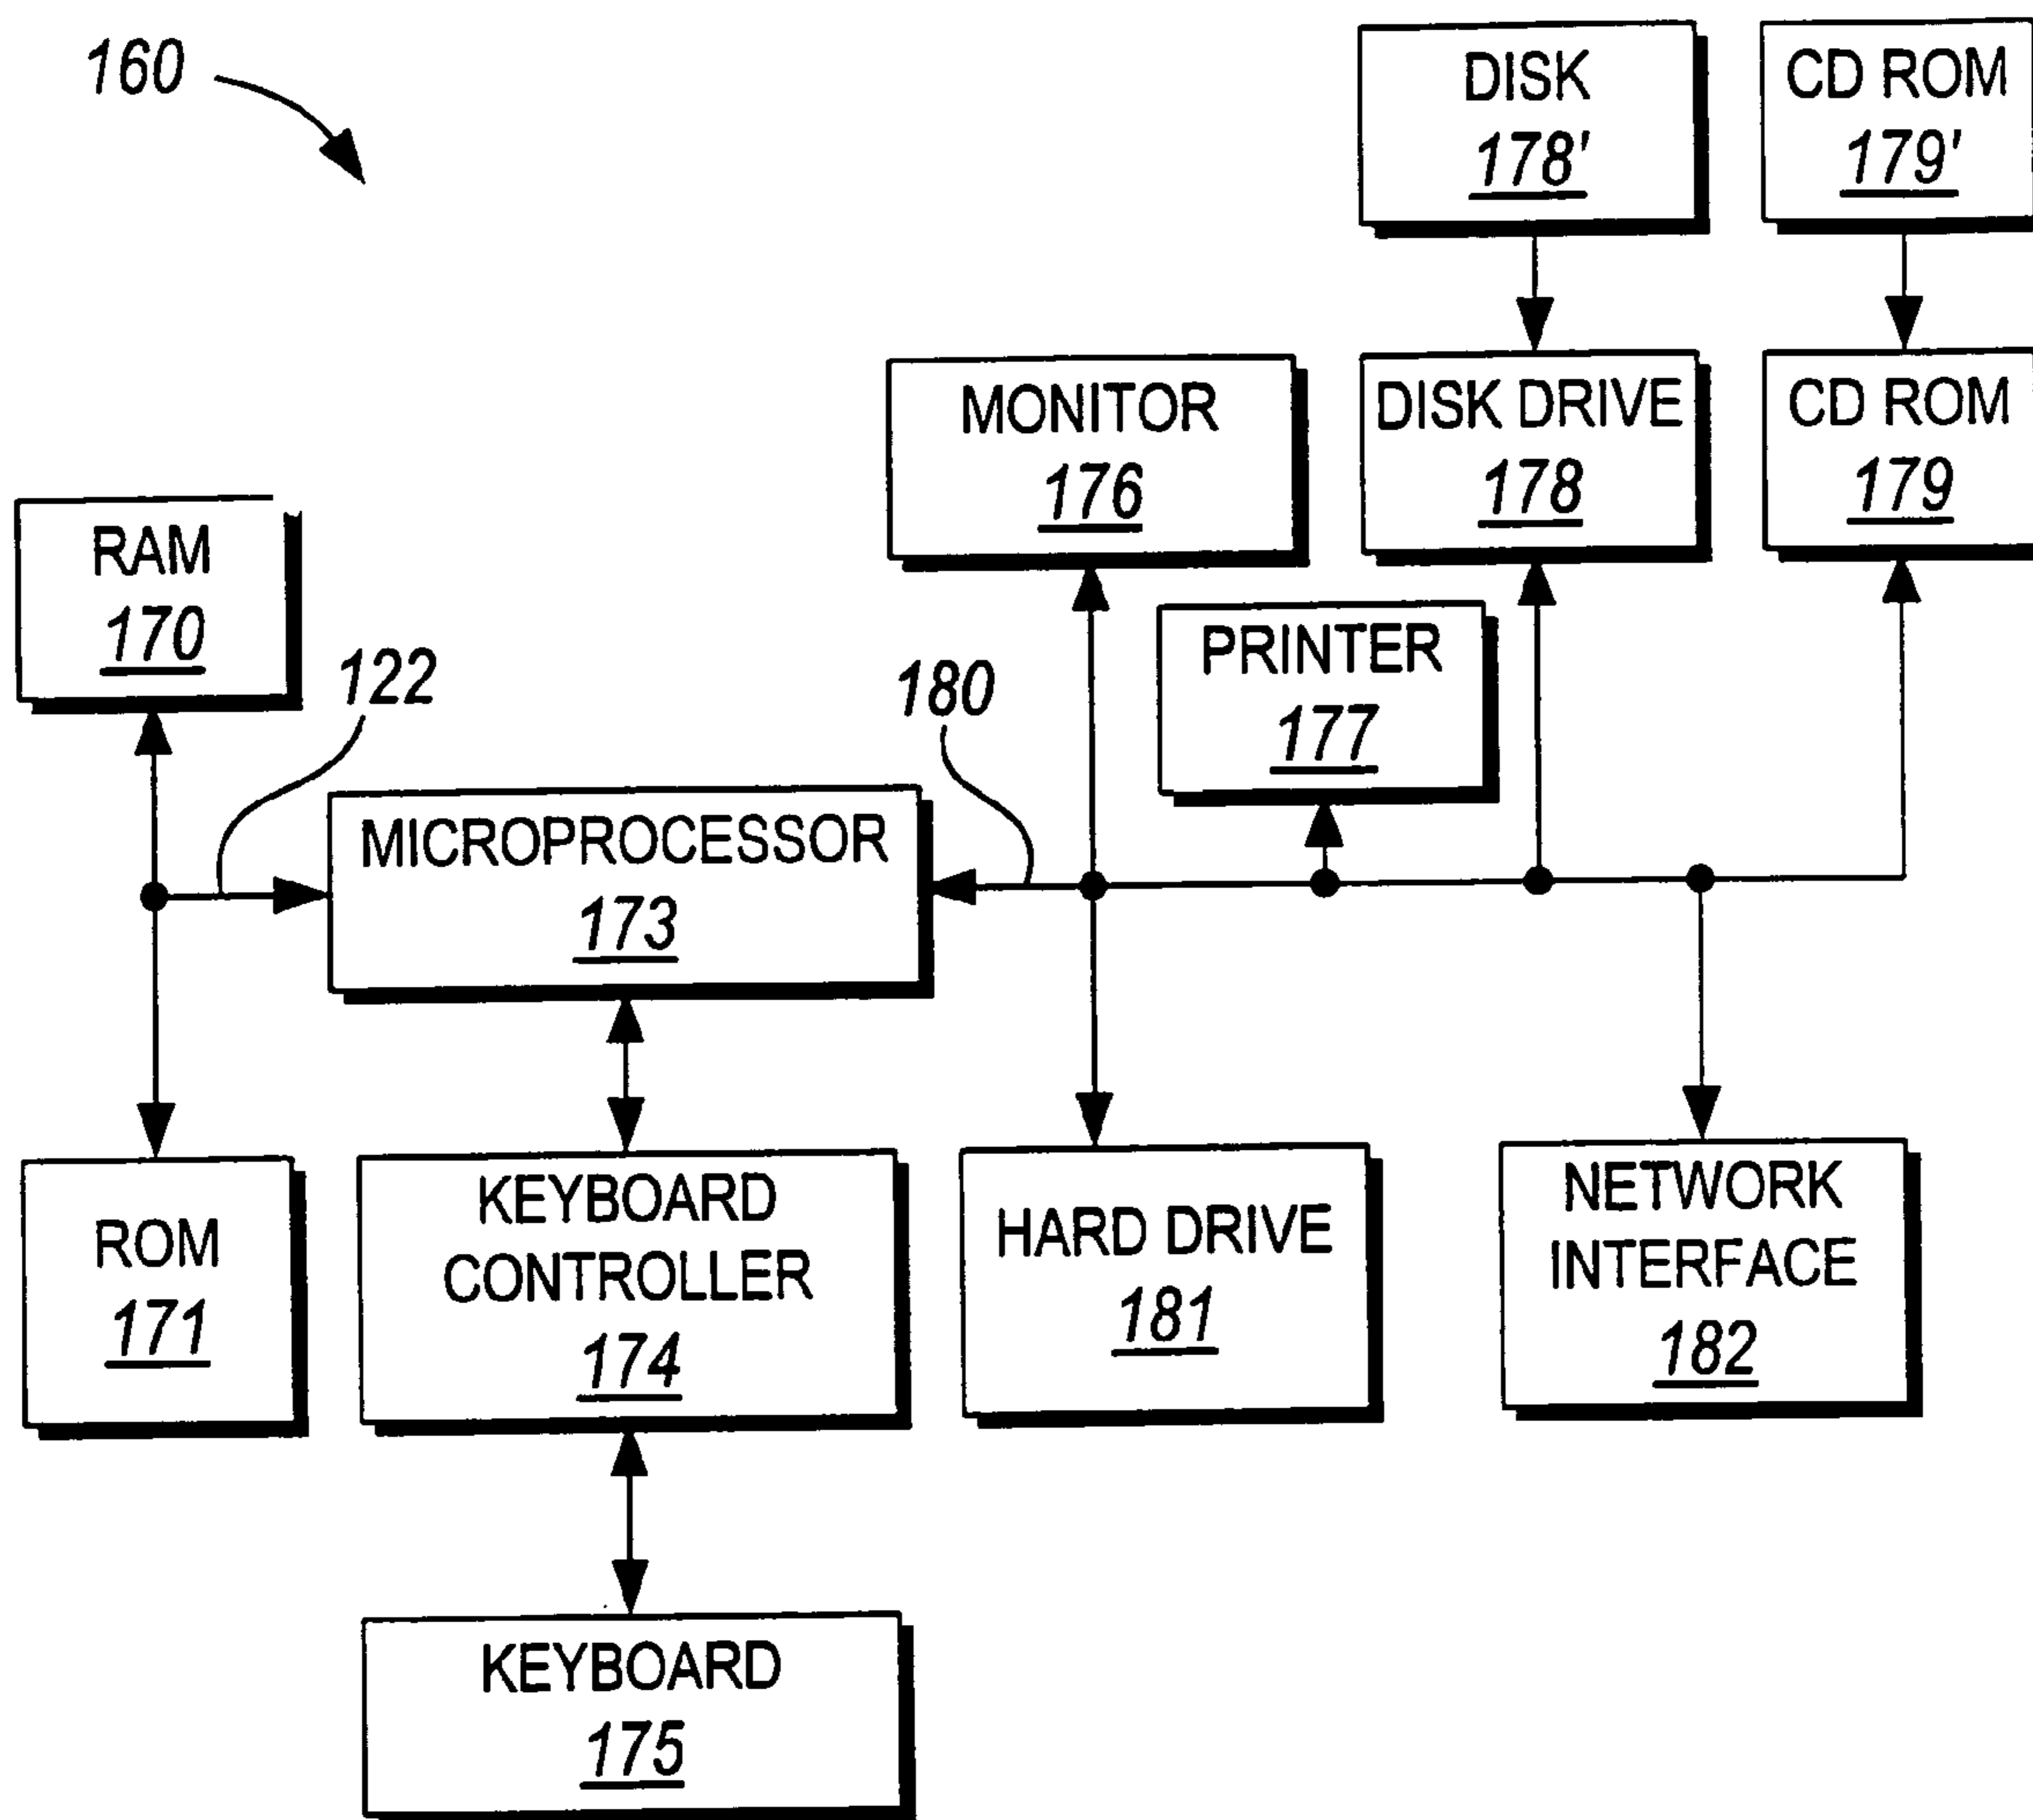 160
DISK
178'
CD ROM
179'
MONITOR
176
DISK DRIVE
178
CD ROM
179
RAM
170
122
180
PRINTER
177
MICROPROCESSOR
173
ROM
171
KEYBOARD
CONTROLLER
174
HARD DRIVE
181
NETWORK
INTERFACE
182
KEYBOARD
175